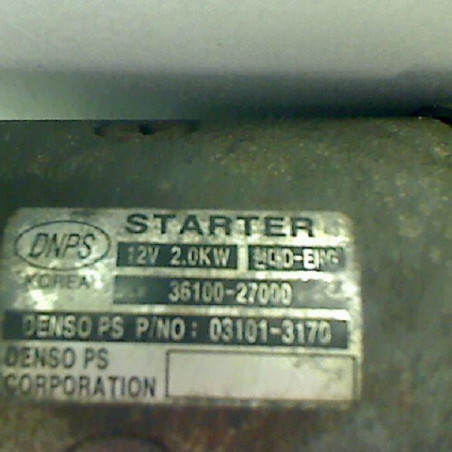 STARTER
DNPS
12V 2.0KW
KOREA
36100-27000
DENSO PS P/NO: 03101-3170
DENSO PS
CORPORATION